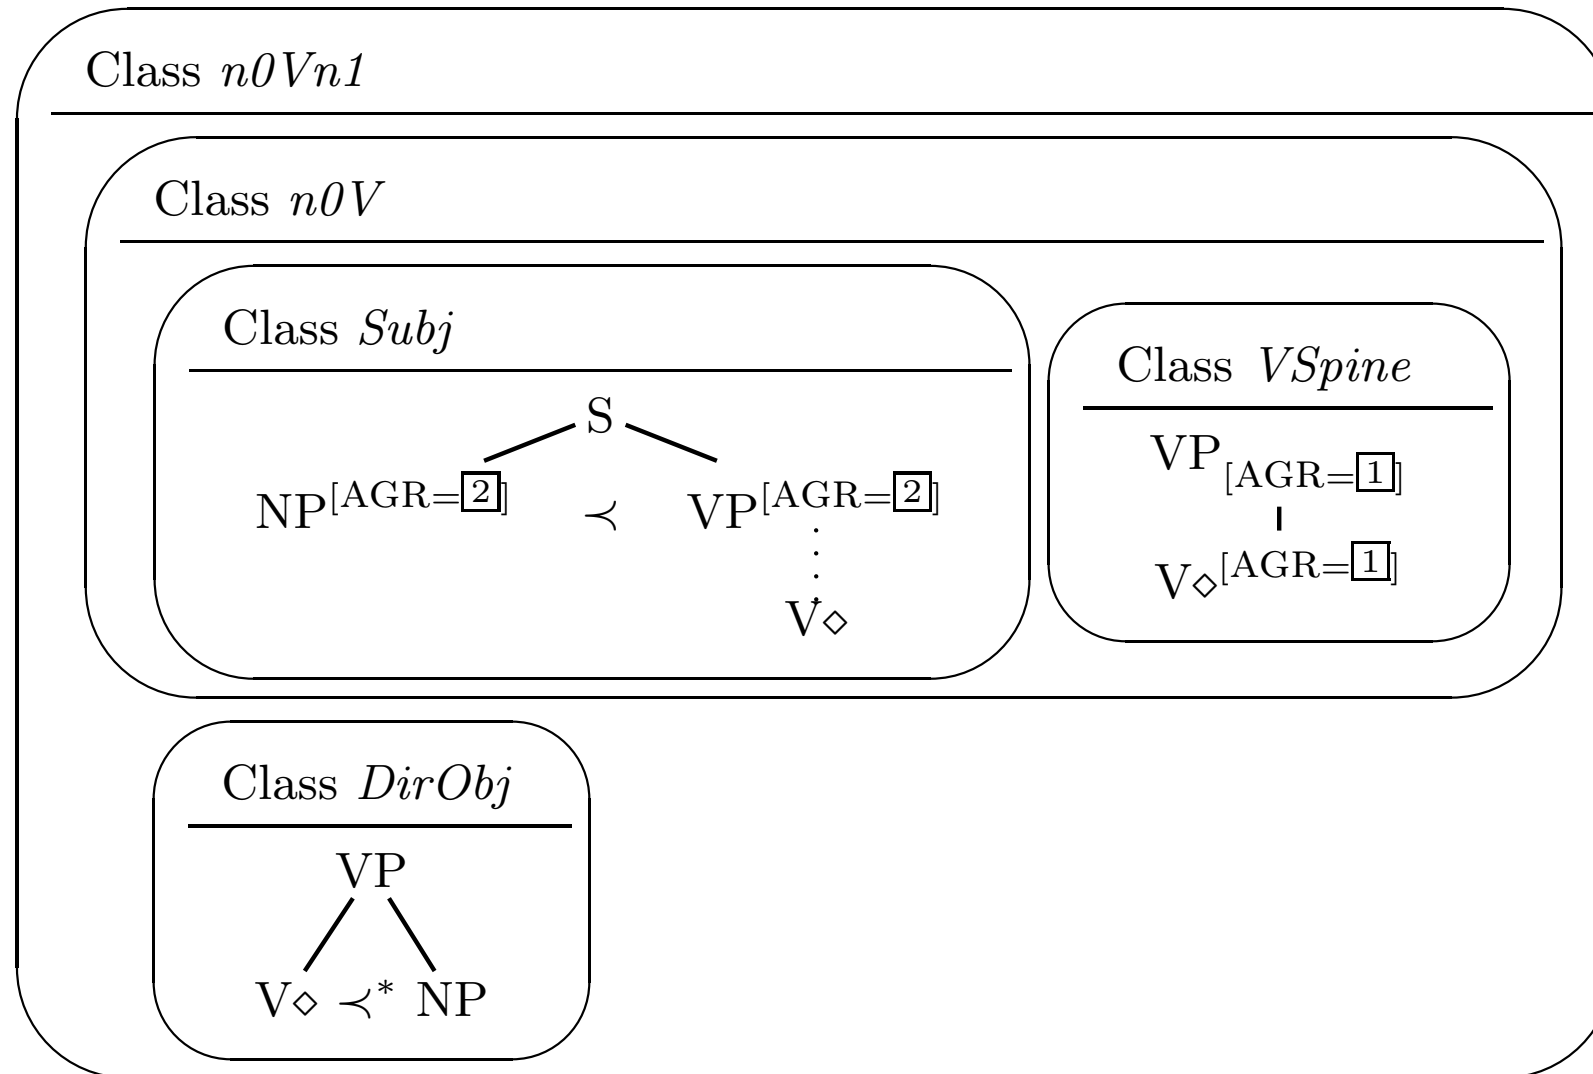 Class n0Vn1
Class n0V
Class Subj
S
NP[AGR=2] ≺ VP[AGR=2]
V⋄
Class VSpine
VP[AGR=1]
V⋄[AGR=1]
Class DirObj
VP
V⋄ ≺* NP